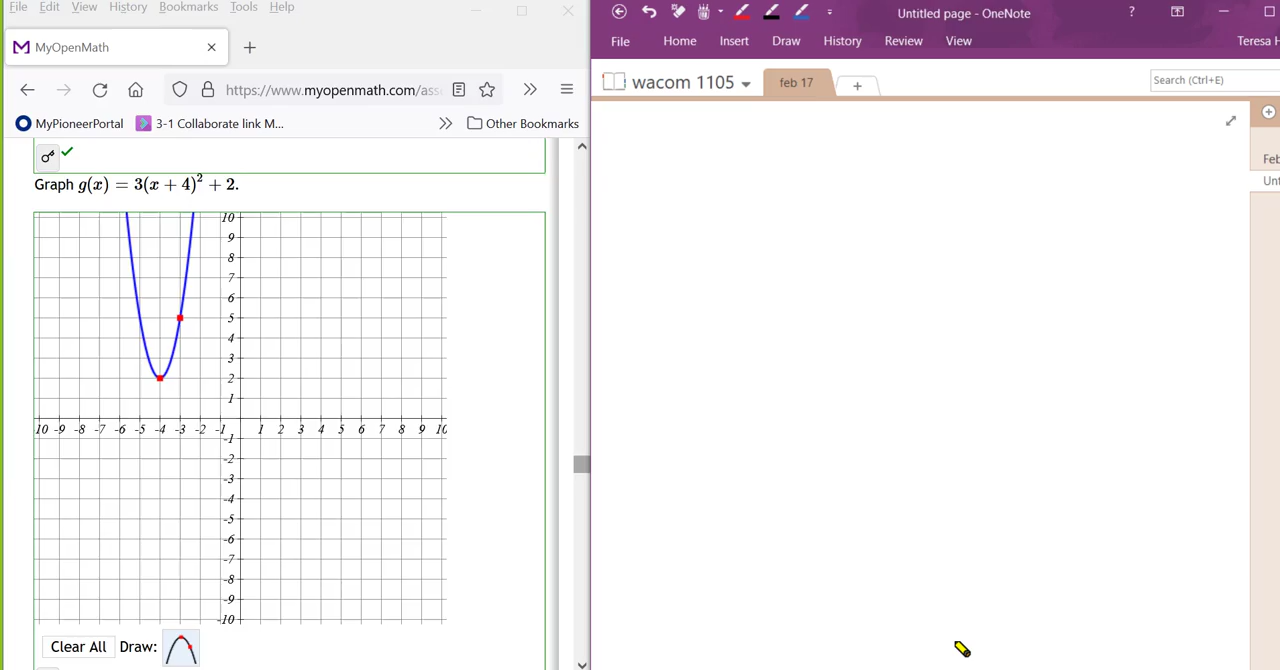 File Edit View History Bookmarks Tools Help
MyOpenMath
https://www.myopenmath.com/ass
MyPioneerPortal 3-1 Collaborate link M... Other Bookmarks
Graph g(x) = 3(x + 4)² + 2.
10
9
8
7
6
5
4
3
2
1
10 -9 -8 -7 -6 -5 -4 -3 -2 -1 1 2 3 4 5 6 7 8 9 10
-1
-2
-3
-4
-5
-6
-7
-8
-9
-10
Clear All Draw:
Untitled page - OneNote
File Home Insert Draw History Review View Teresa H
wacom 1105 feb 17 Search (Ctrl+E)
Feb
Unt